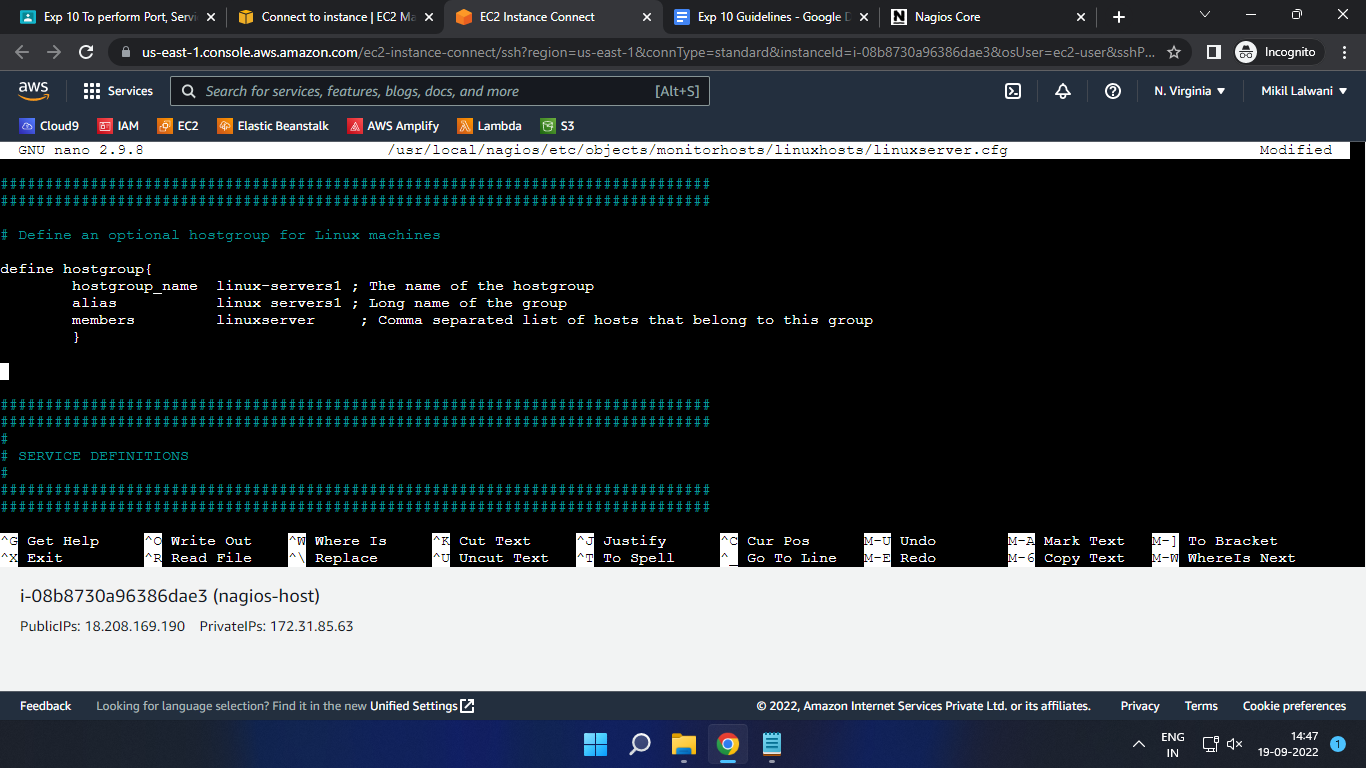 Exp 10 To perform Port, Servi
Connect to instance | EC2 Ma
EC2 Instance Connect
Exp 10 Guidelines - Google D
Nagios Core
us-east-1.console.aws.amazon.com/ec2-instance-connect/ssh?region=us-east-1&connType=standard&instanceId=i-08b8730a96386dae3&osUser=ec2-user&sshP...
Incognito
aws
Services
Search for services, features, blogs, docs, and more
[Alt+S]
N. Virginia
Mikil Lalwani
Cloud9
IAM
EC2
Elastic Beanstalk
AWS Amplify
Lambda
S3
GNU nano 2.9.8 /usr/local/nagios/etc/objects/monitorhosts/linuxhosts/linuxserver.cfg Modified
###############################################################################
###############################################################################
# Define an optional hostgroup for Linux machines
define hostgroup{
hostgroup_name linux-servers1 ; The name of the hostgroup
alias linux servers1 ; Long name of the group
members linuxserver ; Comma separated list of hosts that belong to this group
}
###############################################################################
###############################################################################
#
# SERVICE DEFINITIONS
#
###############################################################################
###############################################################################
^G Get Help ^O Write Out ^W Where Is ^K Cut Text ^J Justify ^C Cur Pos M-U Undo M-A Mark Text M-] To Bracket
^X Exit ^R Read File ^\ Replace ^U Uncut Text ^T To Spell ^_ Go To Line M-E Redo M-6 Copy Text M-W WhereIs Next
i-08b8730a96386dae3 (nagios-host)
PublicIPs: 18.208.169.190 PrivateIPs: 172.31.85.63
Feedback
Looking for language selection? Find it in the new Unified Settings
© 2022, Amazon Internet Services Private Ltd. or its affiliates.
Privacy
Terms
Cookie preferences
ENG
IN
14:47
19-09-2022
1